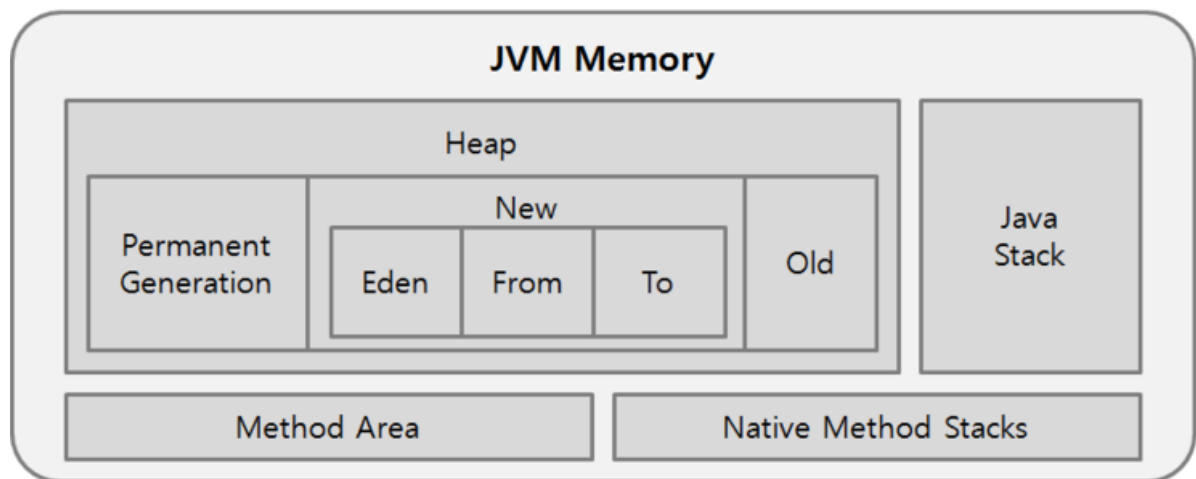 JVM Memory
Heap
Permanent
Generation
New
Eden
From
To
Old
Java
Stack
Method Area
Native Method Stacks